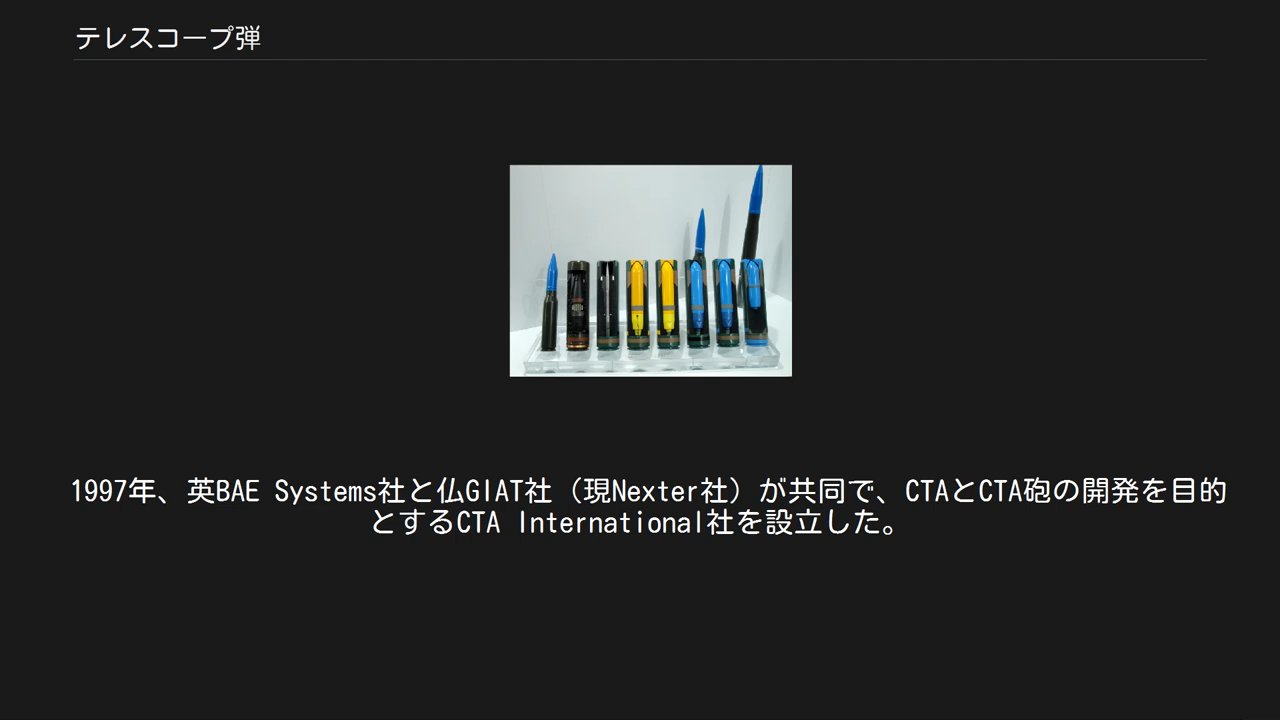 テレスコープ弾
1997年、英BAE Systems社と仏GIAT社（現Nexter社）が共同で、CTAとCTA砲の開発を目的
とするCTA International社を設立した。